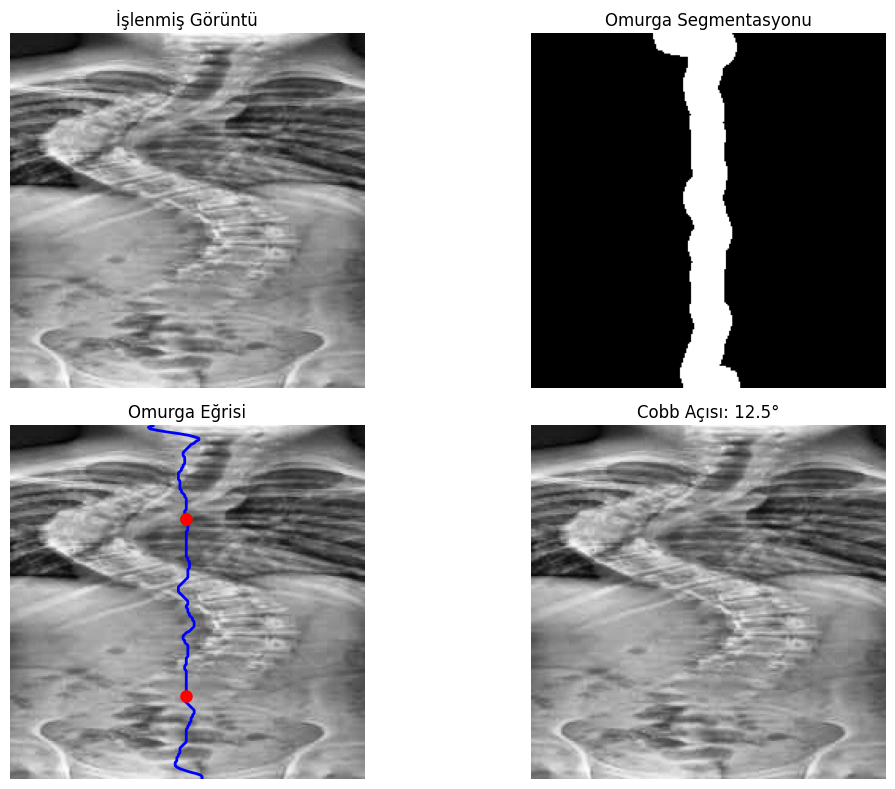 İşlenmiş Görüntü
Omurga Segmentasyonu
Omurga Eğrisi
Cobb Açısı: 12.5°